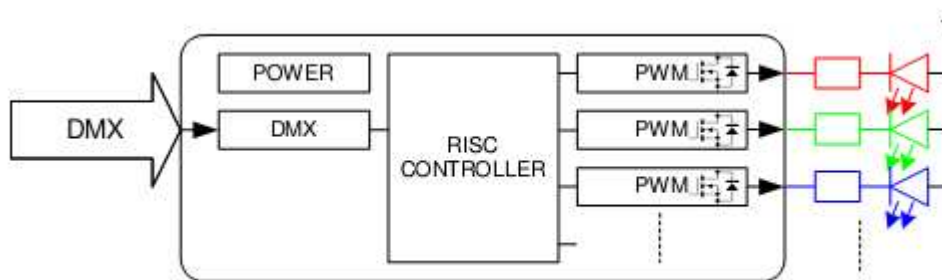 POWER
PWM
DMX
DMX
PWM
RISC
CONTROLLER
PWM